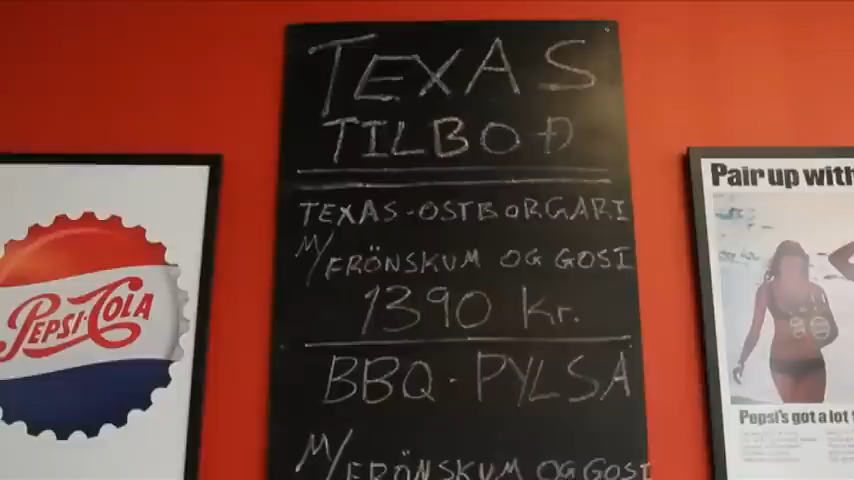 TEXAS
TILBOÐ
TEXAS-OSTBORGARI
M/FRÖNSKUM OG GOSI
1390 Kr.
BBQ-PYLSA
M/FRÖNSKUM OG GOSI
PEPSI-COLA
Pair up with
Pepsi's got a lot